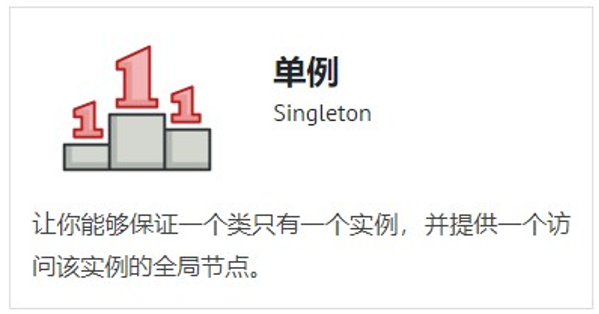 1 1 1
单例
Singleton
让你能够保证一个类只有一个实例，并提供一个访
问该实例的全局节点。